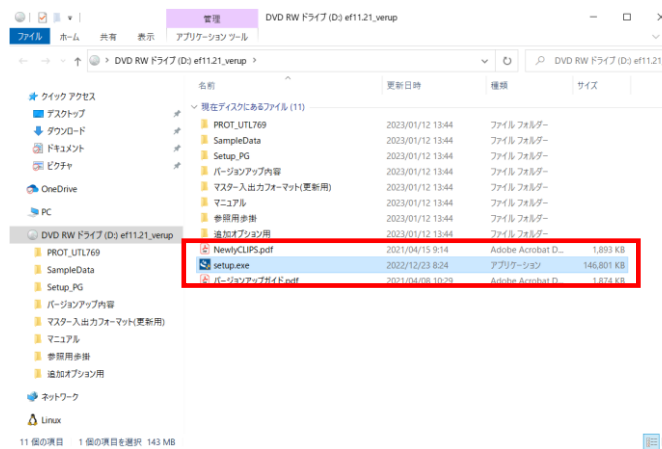 管理
DVD RW ドライブ (D:) ef11.21_verup
ファイル
ホーム
共有
表示
アプリケーション ツール
DVD RW ドライブ (D:) ef11.21_verup
DVD RW ドライブ (D:) ef11.21
名前
更新日時
種類
サイズ
クイック アクセス
デスクトップ
ダウンロード
ドキュメント
ピクチャ
OneDrive
PC
DVD RW ドライブ (D:) ef11.21_verup
PROT_UTL769
SampleData
Setup_PG
バージョンアップ内容
マスター入出力フォーマット(更新用)
マニュアル
参照用歩掛
追加オプション用
ネットワーク
Linux
現在ディスクにあるファイル (11)
PROT_UTL769 2023/01/12 13:44 ファイル フォルダー
SampleData 2023/01/12 13:44 ファイル フォルダー
Setup_PG 2023/01/12 13:44 ファイル フォルダー
バージョンアップ内容 2023/01/12 13:44 ファイル フォルダー
マスター入出力フォーマット(更新用) 2023/01/12 13:44 ファイル フォルダー
マニュアル 2023/01/12 13:44 ファイル フォルダー
参照用歩掛 2023/01/12 13:44 ファイル フォルダー
追加オプション用 2023/01/12 13:44 ファイル フォルダー
NewlyCLIPS.pdf 2021/04/15 9:14 Adobe Acrobat D... 1,893 KB
setup.exe 2022/12/23 8:24 アプリケーション 146,801 KB
バージョンアップガイド.pdf 2021/04/08 10:29 Adobe Acrobat D... 1,874 KB
11 個の項目
1 個の項目を選択 143 MB